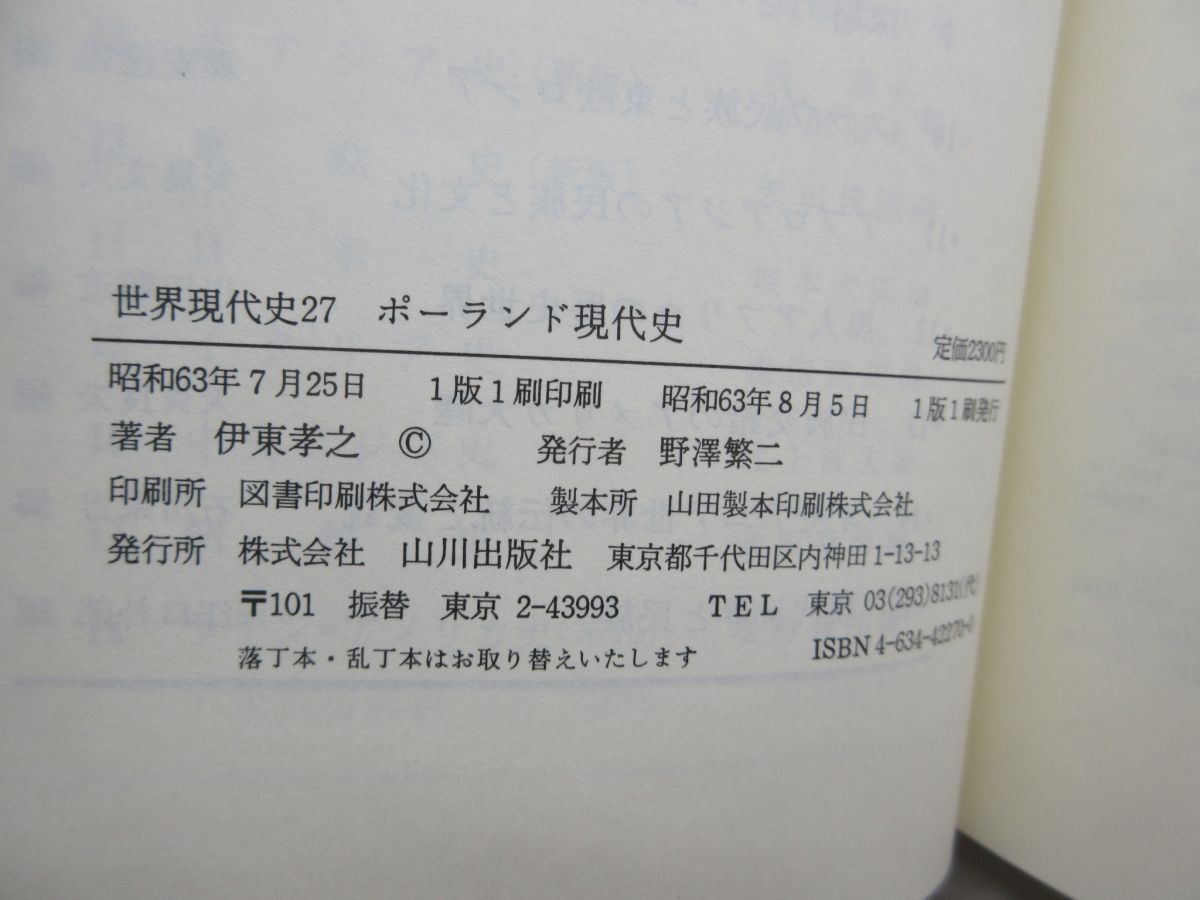 世界現代史27 ポーランド現代史
定価2300円
昭和63年7月25日 1版1刷印刷 昭和63年8月5日 1版1刷発行
著者 伊東孝之 © 発行者 野澤繁二
印刷所 図書印刷株式会社 製本所 山田製本印刷株式会社
発行所 株式会社 山川出版社 東京都千代田区内神田1-13-13
〒101 振替 東京 2-43993 TEL 東京 03(293)8131(代)
落丁本・乱丁本はお取り替えいたします ISBN4-634-42270-0